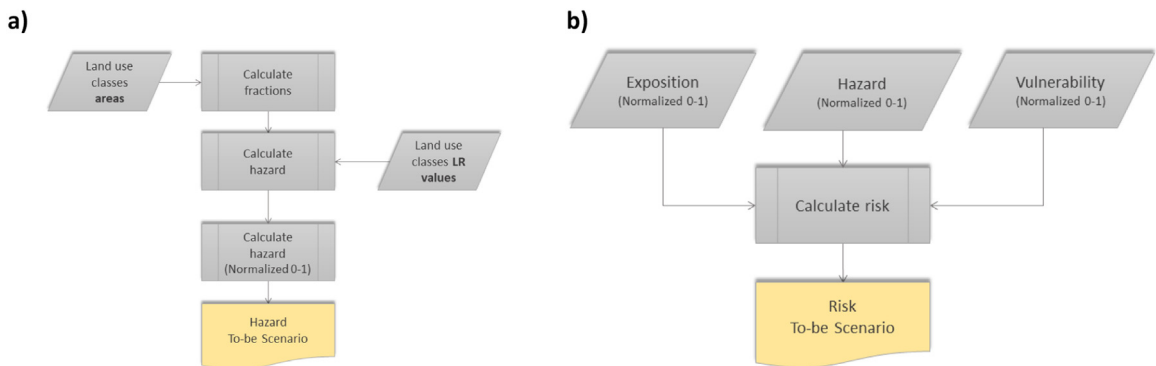 a)
Land use
classes
areas
Calculate
fractions
Calculate
hazard
Land use
classes LR
values
Calculate
hazard
(Normalized 0-1)
Hazard
To-be Scenario
b)
Exposition
(Normalized 0-1)
Hazard
(Normalized 0-1)
Vulnerability
(Normalized 0-1)
Calculate risk
Risk
To-be Scenario